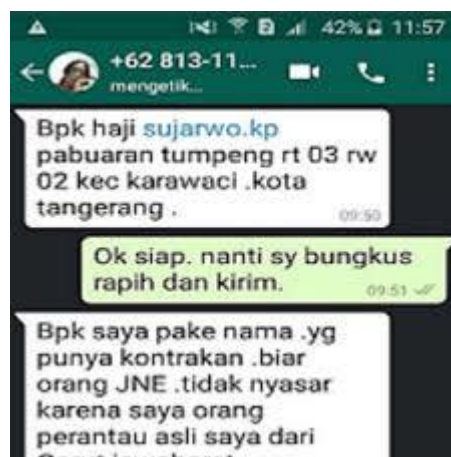 42% 11:57
+62 813-11...
mengetik...
Bpk haji sujarwo.kp
pabuaran tumpeng rt 03 rw
02 kec karawaci .kota
tangerang .
09:50
Ok siap. nanti sy bungkus
rapih dan kirim.
09:51
Bpk saya pake nama .yg
punya kontrakan .biar
orang JNE .tidak nyasar
karena saya orang
perantau asli saya dari